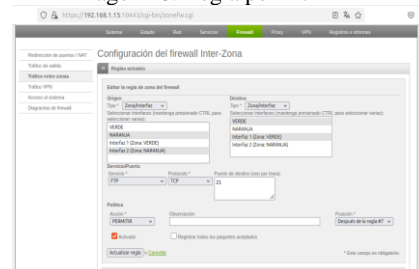 https://192.168.1.15:10443/cgi-bin/zonefw.cgi
Sistema Estado Red Servicios Firewall Proxy VPN Registros e informes
Redirección de puertos / NAT
Tráfico de salida
Tráfico entre zonas
Tráfico VPN
Acceso al sistema
Diagramas de firewall
Configuración del firewall Inter-Zona
Reglas actuales
Editar la regla de zona del firewall
Origen Destino
Tipo * Zona/Interfaz Tipo * Zona/Interfaz
Seleccionar interfaces (mantenga presionado CTRL para seleccionar varias): Seleccionar interfaces (mantenga presionado CTRL para seleccionar varias):
VERDE VERDE
NARANJA NARANJA
Interfaz 1 (Zona: VERDE) Interfaz 1 (Zona: VERDE)
Interfaz 2 (Zona: NARANJA) Interfaz 2 (Zona: NARANJA)
Servicio/Puerto
Servicio * Protocolo * Puerto de destino (uno por línea)
FTP TCP 21
Política
Acción * Observación Posición *
PERMITIR Después de la regla #7
Activado Registrar todos los paquetes aceptados
Actualizar regla o Cancelar * Este campo es obligatorio.